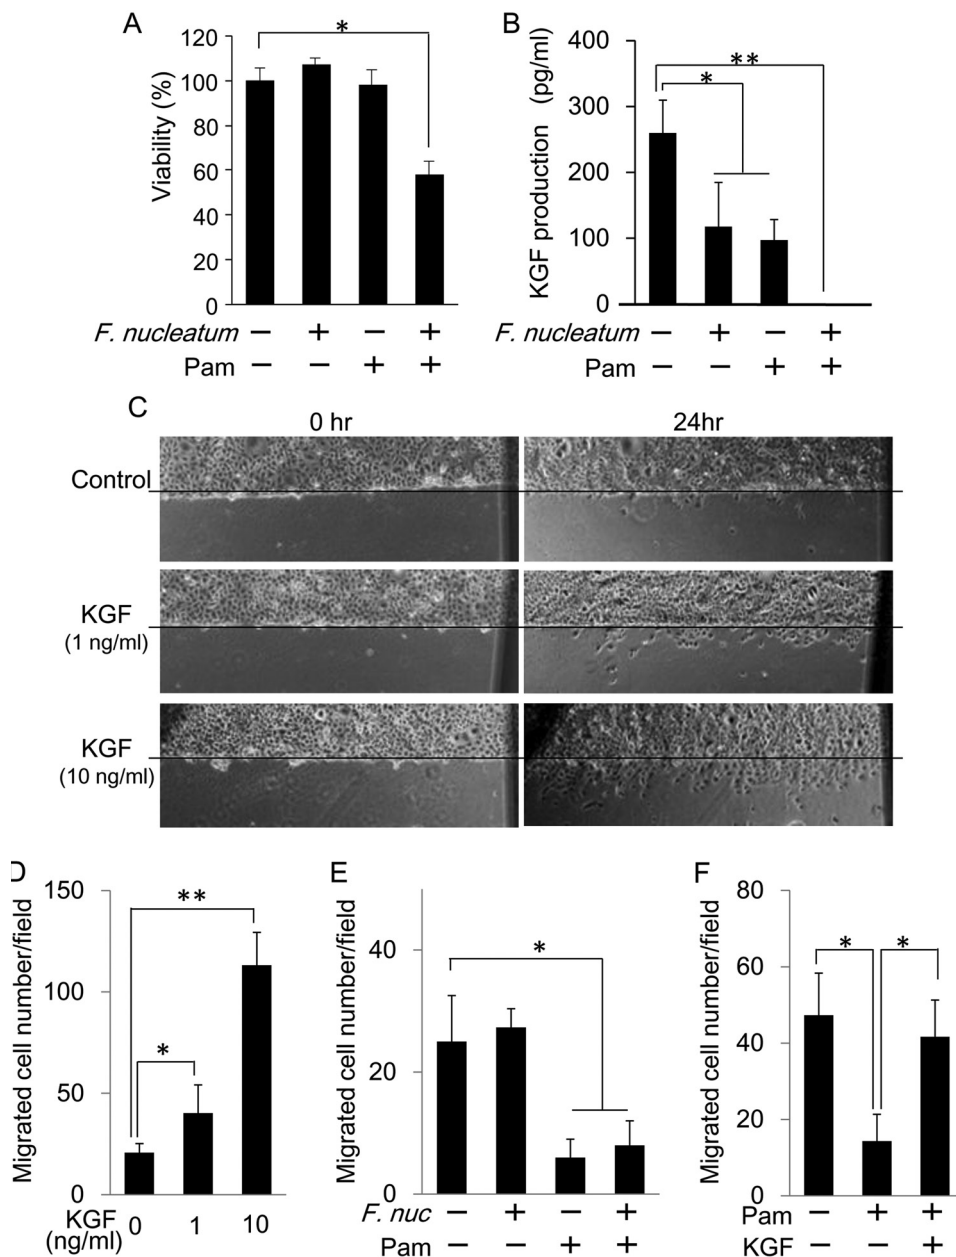 A
Viability (%)
120
100
80
60
40
20
0
*
F. nucleatum − + − +
Pam − − + +
B
KGF production (pg/ml)
400
300
200
100
0
**
*
F. nucleatum − + − +
Pam − − + +
C
0 hr
24hr
Control
KGF
(1 ng/ml)
KGF
(10 ng/ml)
D
Migrated cell number/field
150
100
50
0
**
*
KGF
(ng/ml)
0 1 10
E
Migrated cell number/field
40
20
0
*
F. nuc − + − +
Pam − − + +
F
Migrated cell number/field
80
60
40
20
0
* *
Pam − + +
KGF − − +